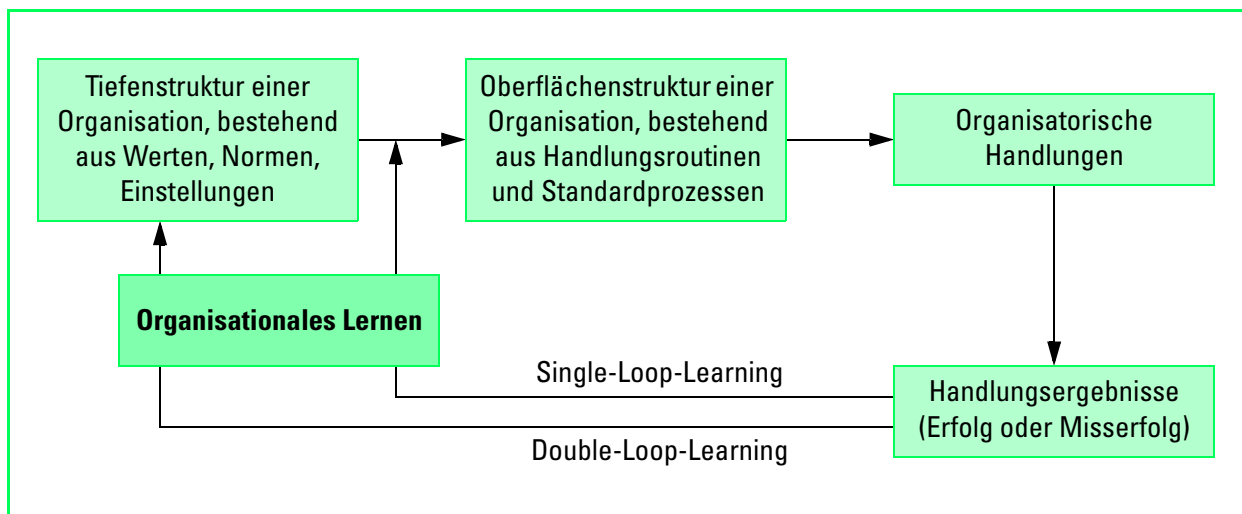 Tiefenstruktur einer
Organisation, bestehend
aus Werten, Normen,
Einstellungen
Oberflächenstruktur einer
Organisation, bestehend
aus Handlungsroutinen
und Standardprozessen
Organisatorische
Handlungen
Organisationales Lernen
Single-Loop-Learning
Handlungsergebnisse
(Erfolg oder Misserfolg)
Double-Loop-Learning